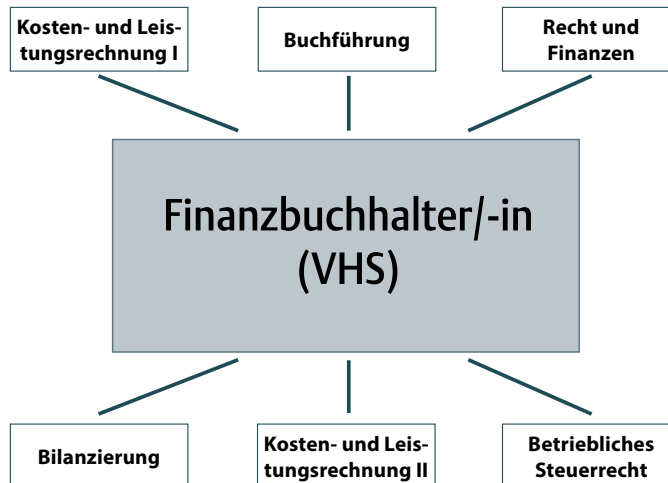 Kosten- und Leis-
tungsrechnung I
Buchführung
Recht und
Finanzen
Finanzbuchhalter/-in
(VHS)
Bilanzierung
Kosten- und Leis-
tungsrechnung II
Betriebliches
Steuerrecht